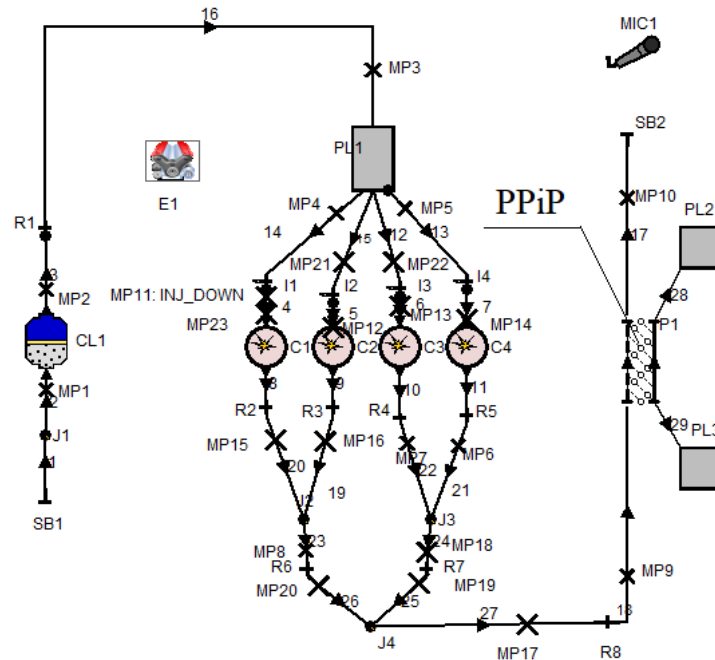 16
MIC1
MP3
SB2
PL1
E1
PPiP
MP10
MP4
MP5
R1
14
15
12
13
17
PL2
MP21
MP22
3
MP2
I1
I2
I3
I4
28
MP11: INJ_DOWN
4
5
6
7
MP23
MP12
MP13
MP14
P1
CL1
C1
C2
C3
C4
MP1
2
8
9
10
11
R2
R3
R4
R5
29
J1
MP15
MP16
MP7
MP6
PL3
1
20
19
22
21
SB1
J2
J3
23
24
MP8
MP18
R6
R7
MP20
MP19
MP9
26
25
27
18
J4
MP17
R8